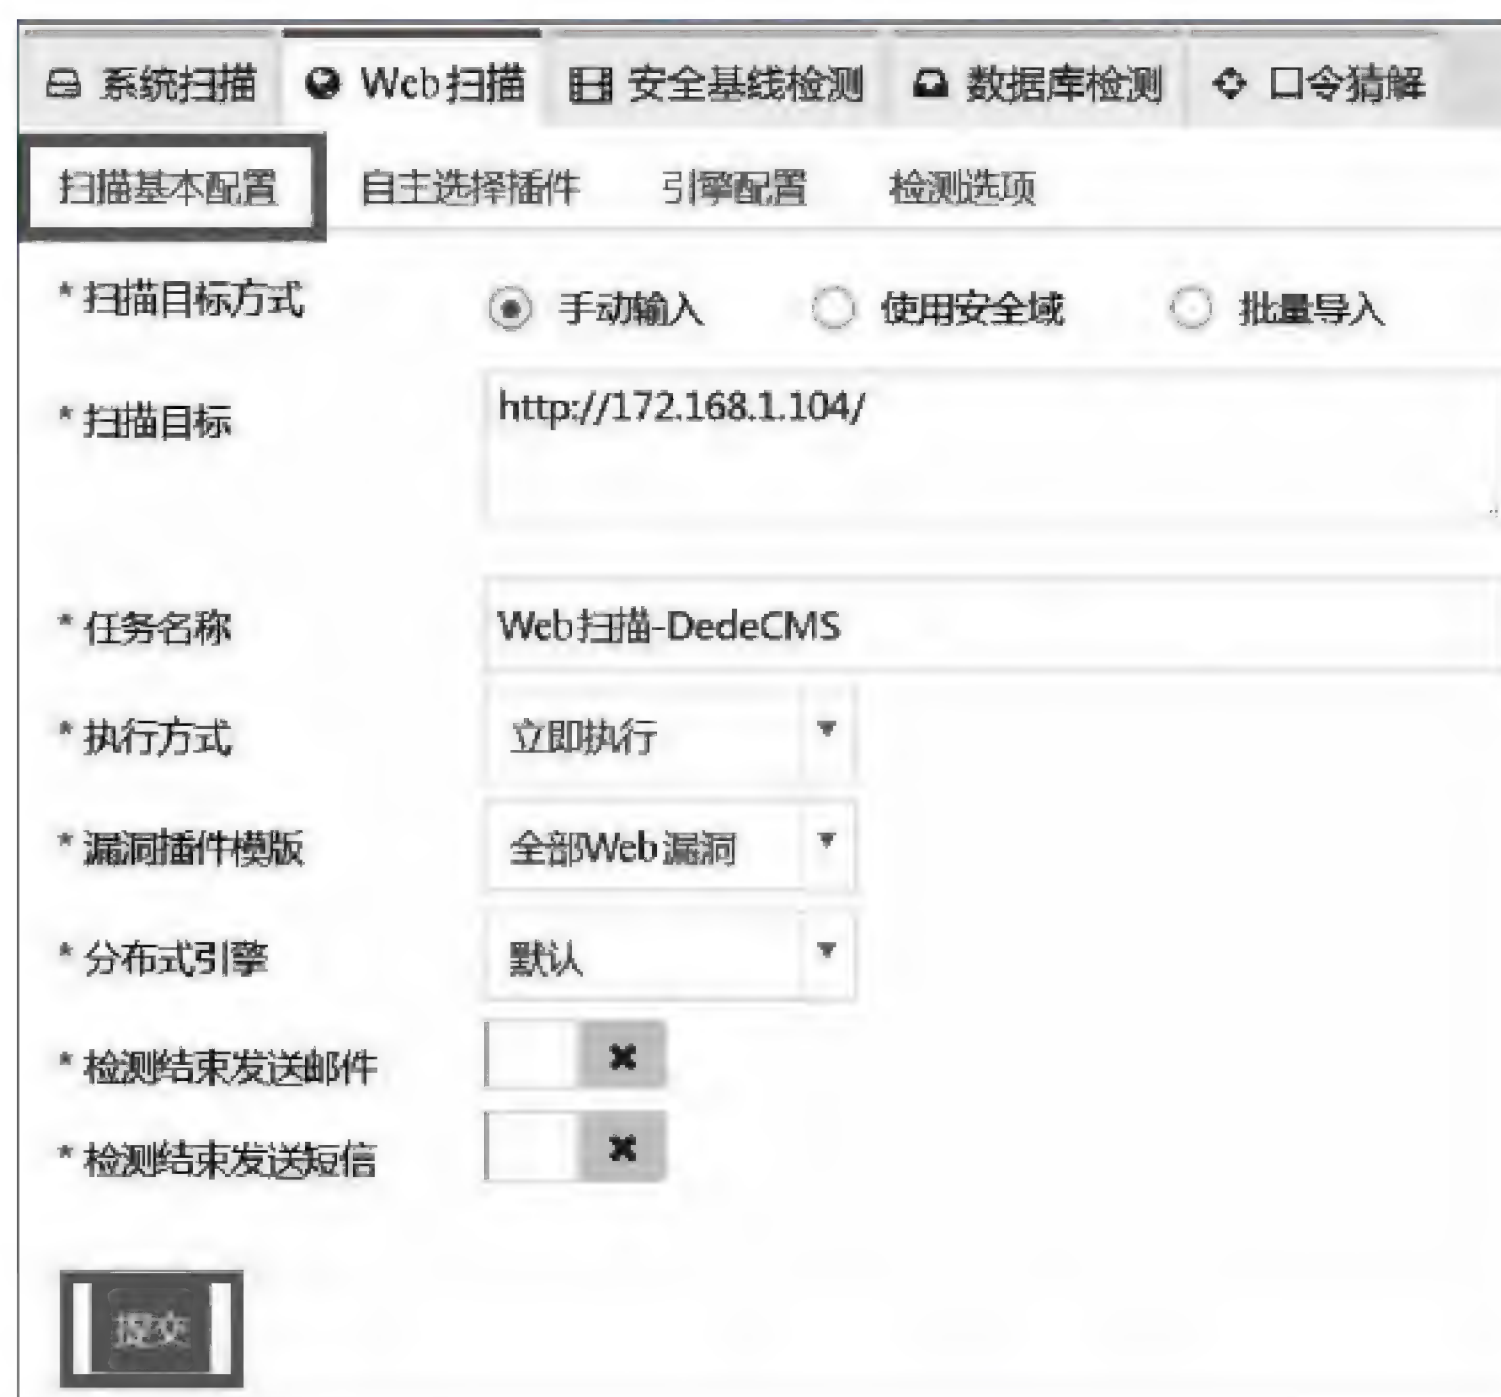 系统扫描 Web扫描 安全基线检测 数据库检测 口令猜解
扫描基本配置 自主选择插件 引擎配置 检测选项
* 扫描目标方式 手动输入 使用安全域 批量导入
* 扫描目标 http://172.168.1.104/
* 任务名称 Web扫描-DedeCMS
* 执行方式 立即执行
* 漏洞插件模版 全部Web漏洞
* 分布式引擎 默认
* 检测结束发送邮件
* 检测结束发送短信
提交